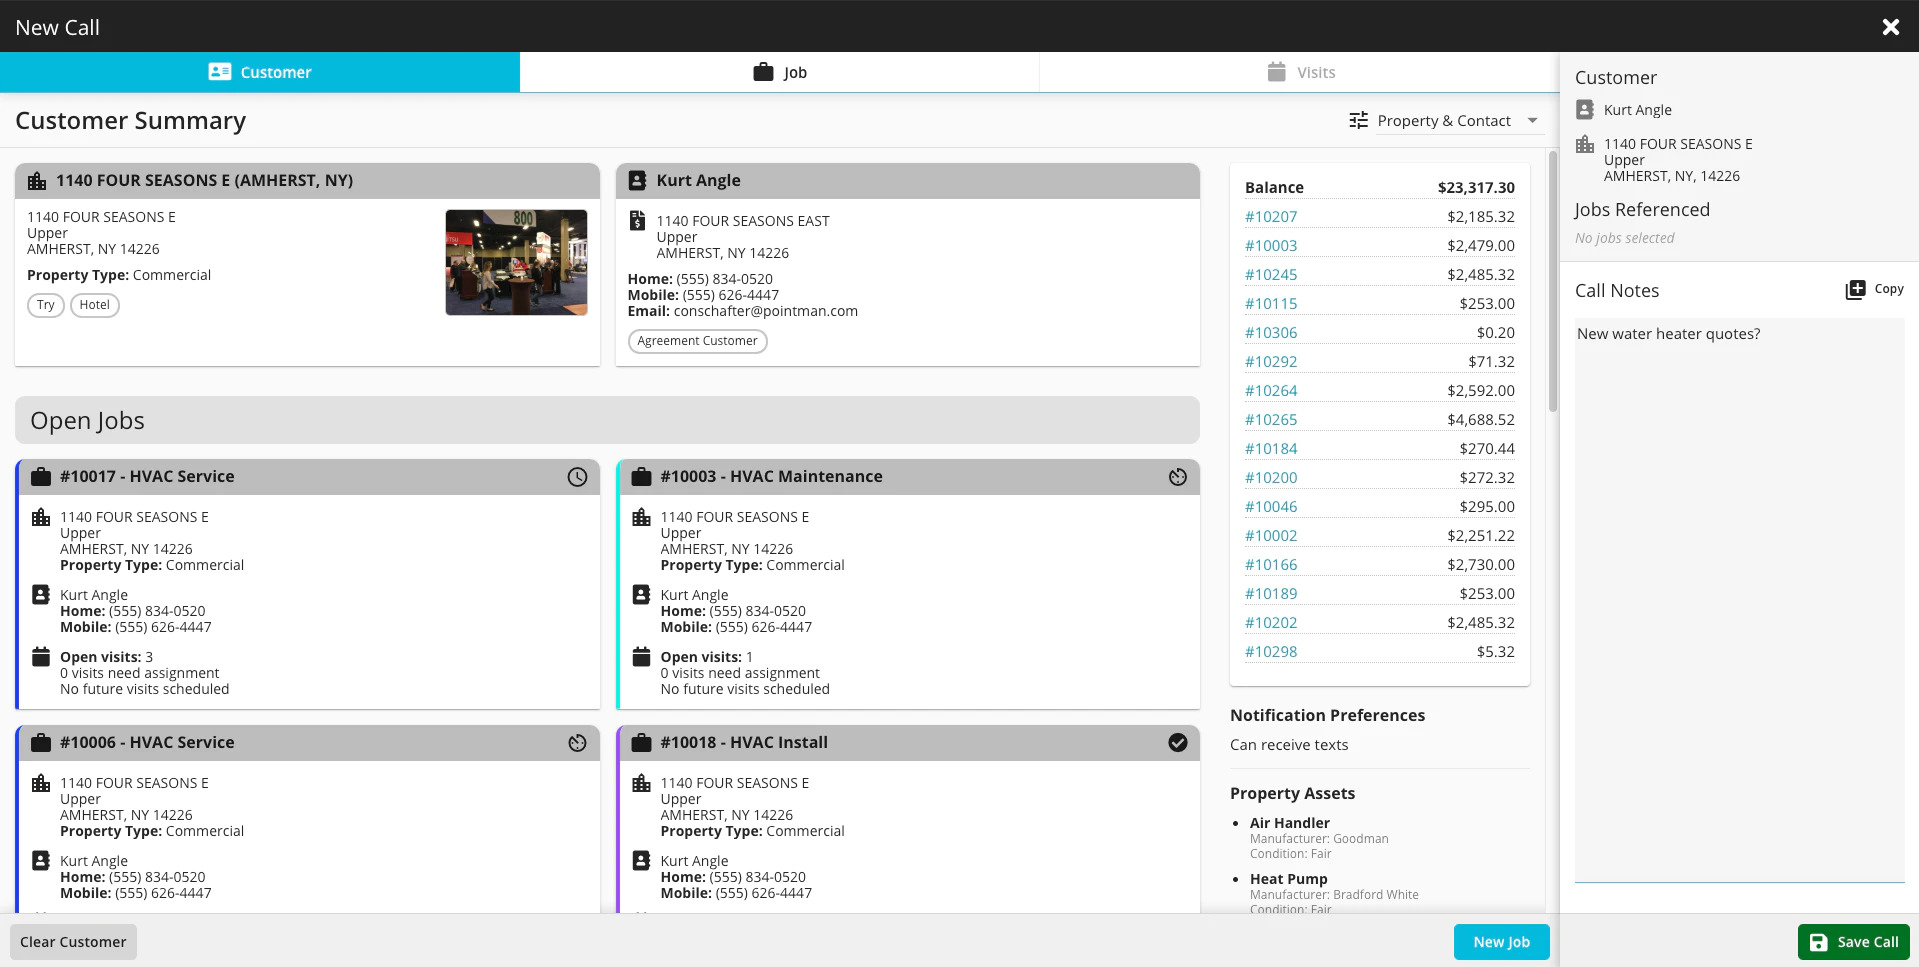 New Call
Customer
Job
Visits
Customer Summary
Property & Contact
1140 FOUR SEASONS E (AMHERST, NY)
1140 FOUR SEASONS E
Upper
AMHERST, NY 14226
Property Type: Commercial
Try
Hotel
800
Kurt Angle
1140 FOUR SEASONS EAST
Upper
AMHERST, NY 14226
Home: (555) 834-0520
Mobile: (555) 626-4447
Email: conschafter@pointman.com
Agreement Customer
Open Jobs
#10017 - HVAC Service
1140 FOUR SEASONS E
Upper
AMHERST, NY 14226
Property Type: Commercial
Kurt Angle
Home: (555) 834-0520
Mobile: (555) 626-4447
Open visits: 3
0 visits need assignment
No future visits scheduled
#10003 - HVAC Maintenance
1140 FOUR SEASONS E
Upper
AMHERST, NY 14226
Property Type: Commercial
Kurt Angle
Home: (555) 834-0520
Mobile: (555) 626-4447
Open visits: 1
0 visits need assignment
No future visits scheduled
#10006 - HVAC Service
1140 FOUR SEASONS E
Upper
AMHERST, NY 14226
Property Type: Commercial
Kurt Angle
Home: (555) 834-0520
Mobile: (555) 626-4447
#10018 - HVAC Install
1140 FOUR SEASONS E
Upper
AMHERST, NY 14226
Property Type: Commercial
Kurt Angle
Home: (555) 834-0520
Mobile: (555) 626-4447
Balance $23,317.30
#10207 $2,185.32
#10003 $2,479.00
#10245 $2,485.32
#10115 $253.00
#10306 $0.20
#10292 $71.32
#10264 $2,592.00
#10265 $4,688.52
#10184 $270.44
#10200 $272.32
#10046 $295.00
#10002 $2,251.22
#10166 $2,730.00
#10189 $253.00
#10202 $2,485.32
#10298 $5.32
Notification Preferences
Can receive texts
Property Assets
• Air Handler
Manufacturer: Goodman
Condition: Fair
• Heat Pump
Manufacturer: Bradford White
Condition: Fair
Clear Customer
New Job
Customer
Kurt Angle
1140 FOUR SEASONS E
Upper
AMHERST, NY, 14226
Jobs Referenced
No jobs selected
Call Notes
Copy
New water heater quotes?
Save Call